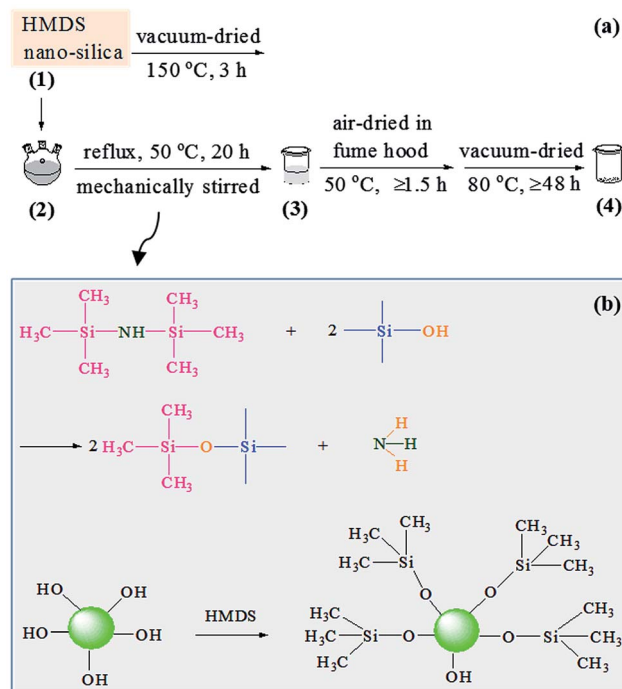 HMDS
nano-silica
vacuum-dried
150 °C, 3 h
(a)
(1)
reflux, 50 °C, 20 h
mechanically stirred
air-dried in
fume hood
50 °C, ≥1.5 h
vacuum-dried
80 °C, ≥48 h
(2)
(3)
(4)
(b)
CH₃ CH₃
H₃C—Si—NH—Si—CH₃ + 2 Si—OH
CH₃ CH₃
CH₃ H
2 H₃C—Si—O—Si + N—H
CH₃ H
HO OH
HO OH
OH
HMDS
CH₃ CH₃
H₃C Si
H₃C O
CH₃ CH₃
Si CH₃
O
CH₃
H₃C Si O
H₃C
O Si CH₃
CH₃
CH₃
OH